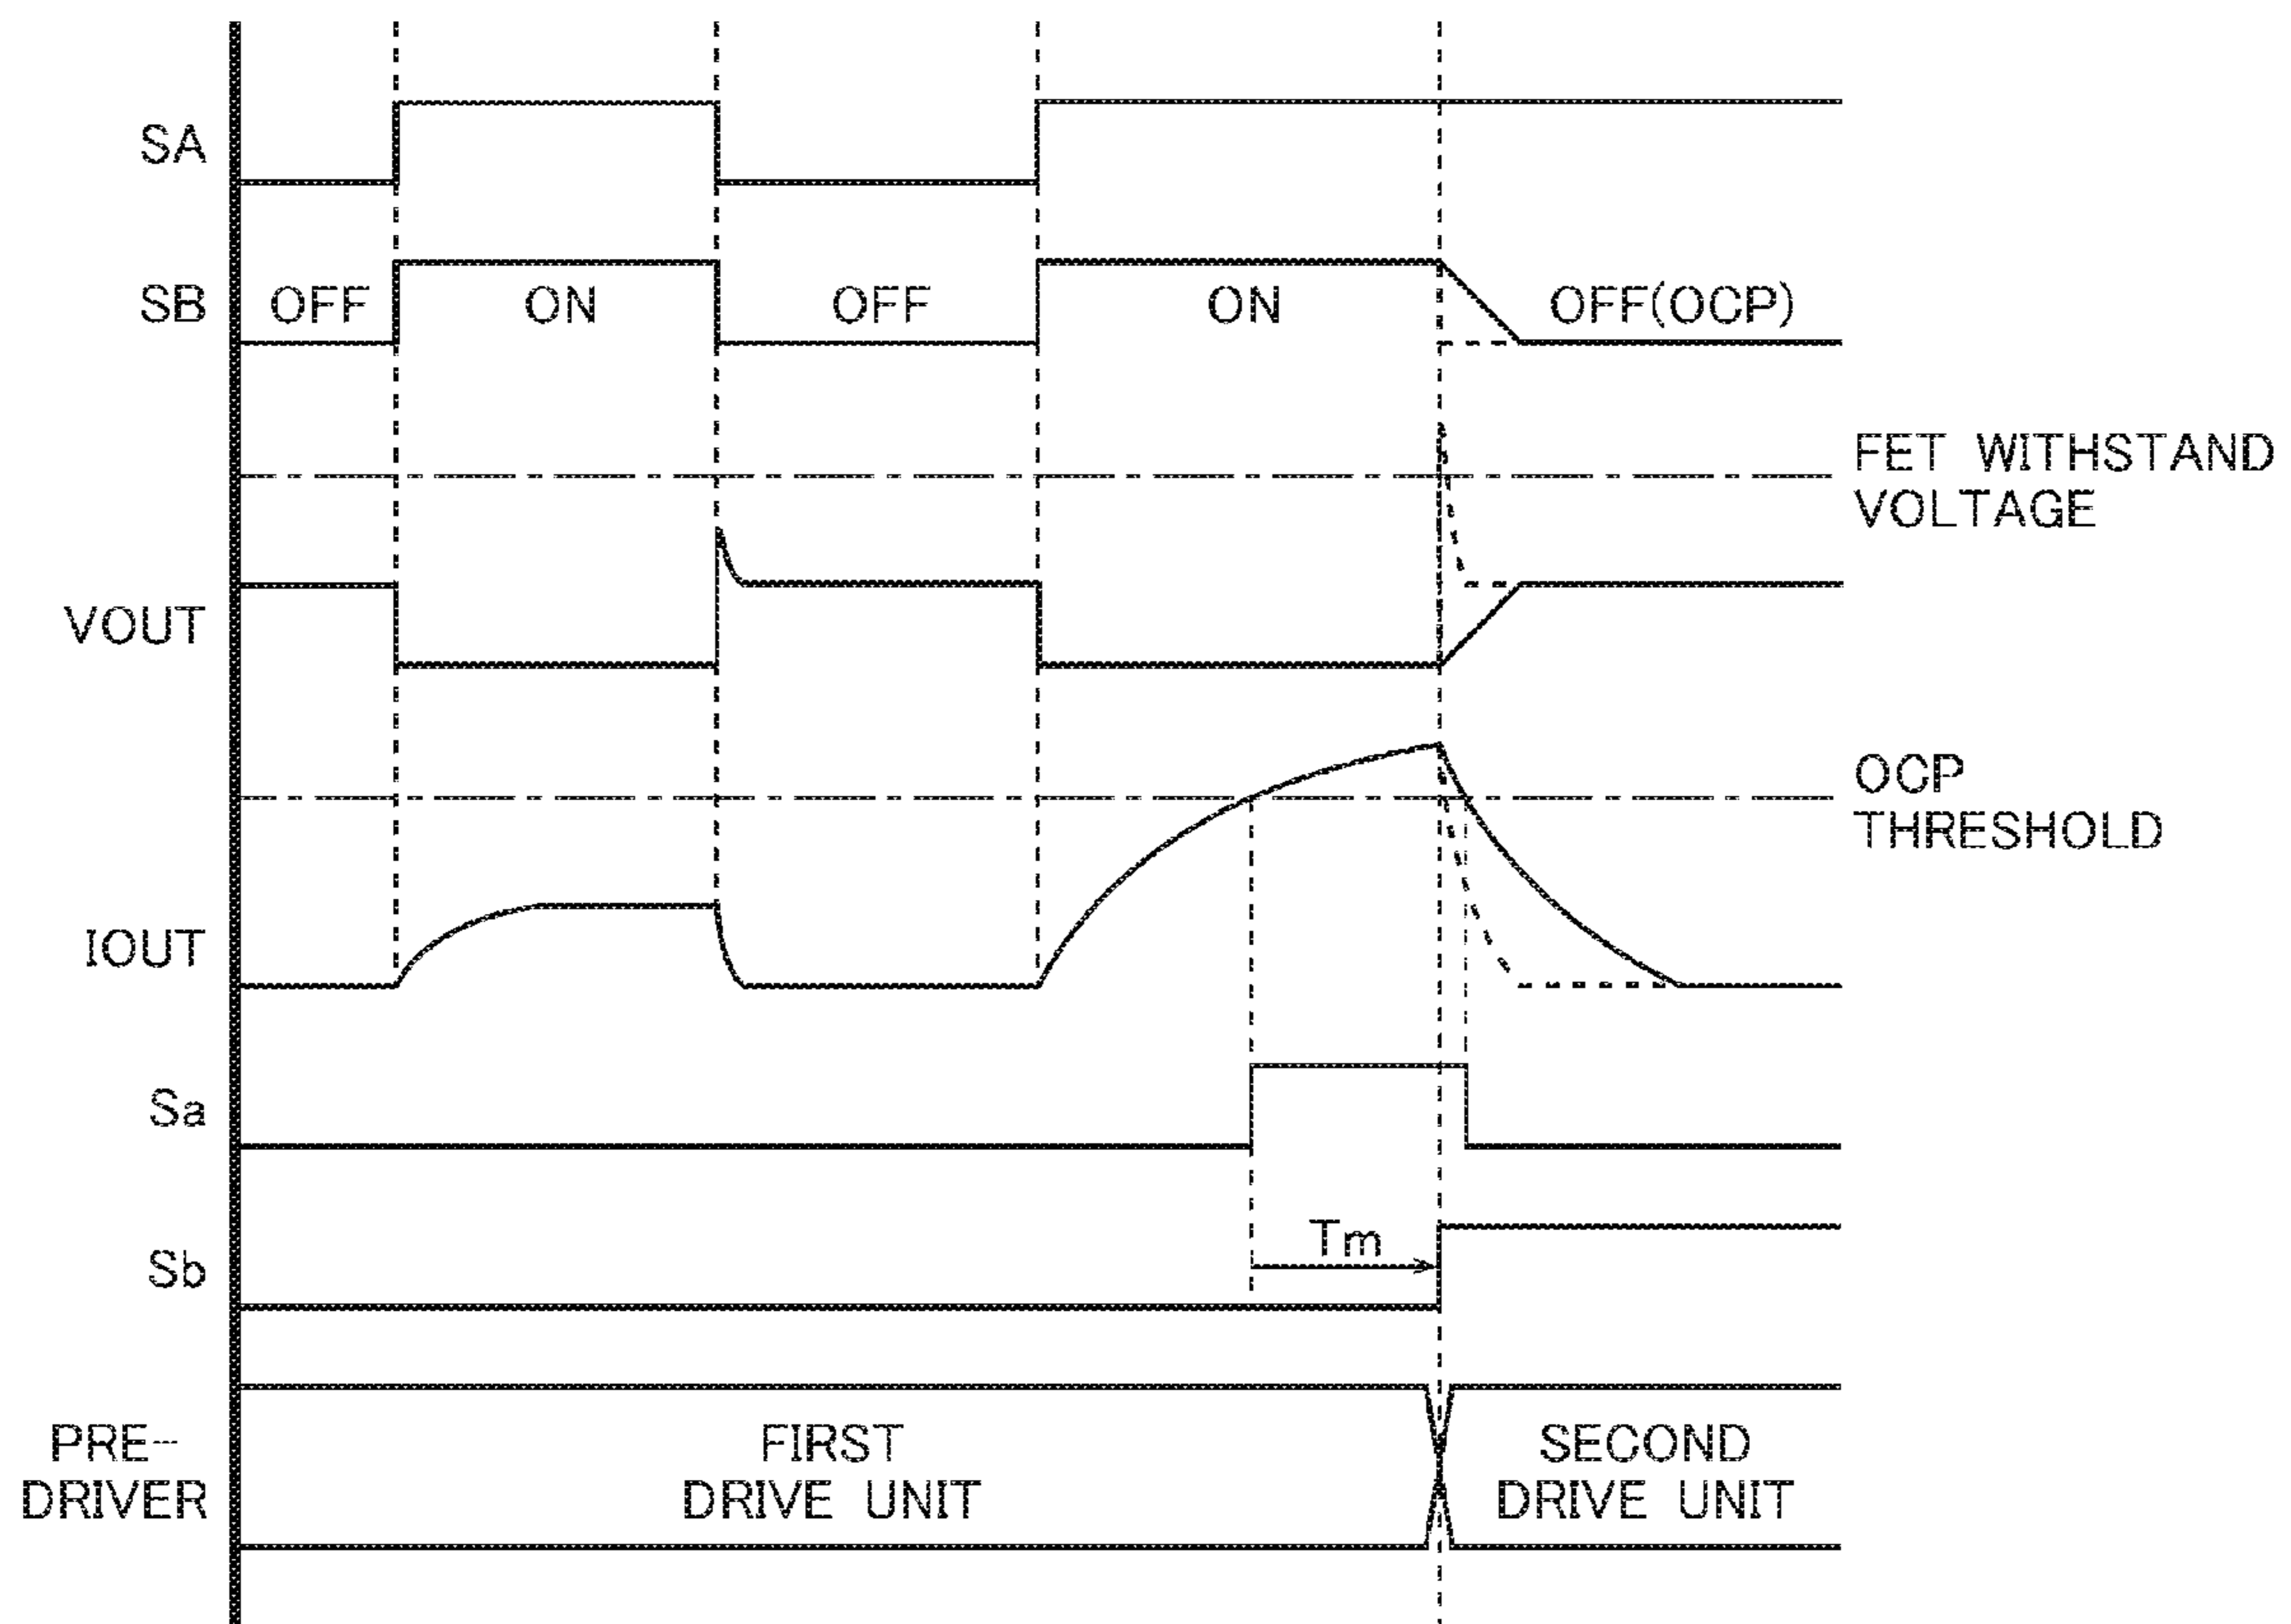 SA
SB
OFF
ON
OFF
ON
OFF(OCP)
FET WITHSTAND
VOLTAGE
VOUT
OCP
THRESHOLD
IOUT
Sa
Tm
Sb
PRE-
DRIVER
FIRST
DRIVE UNIT
SECOND
DRIVE UNIT